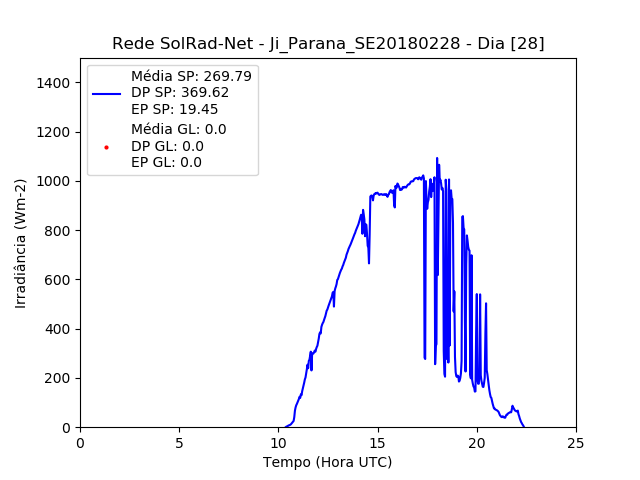 Rede SolRad-Net - Ji_Parana_SE20180228 - Dia [28]
Média SP: 269.79
DP SP: 369.62
EP SP: 19.45
Média GL: 0.0
DP GL: 0.0
EP GL: 0.0
1400
1200
1000
800
600
400
200
0
Irradiância (Wm-2)
0 5 10 15 20 25
Tempo (Hora UTC)